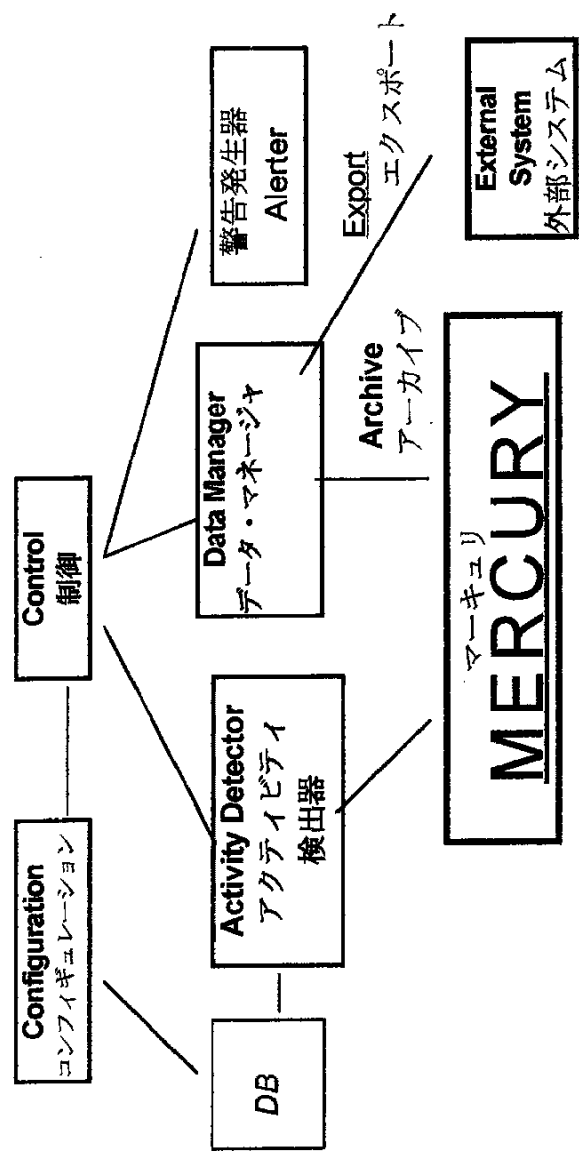 Configuration
コンフィギュレーション
Control
制御
DB
Activity Detector
アクティビティ
検出器
Data Manager
データ・マネージャ
警告発生器
Alerter
Archive
アーカイブ
Export
エクスポート
マーキュリ
MERCURY
External
System
外部システム